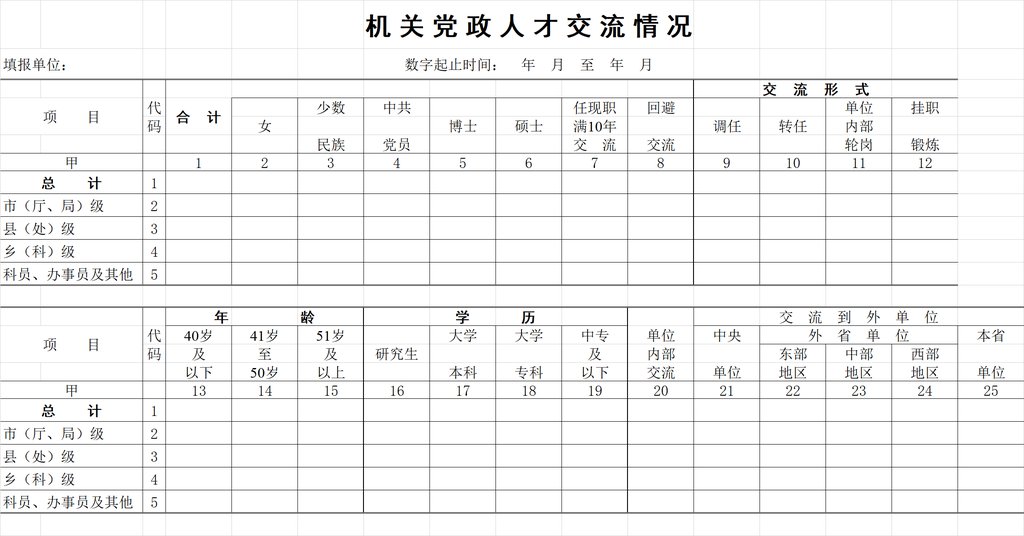 机关党政人才交流情况
填报单位： 数字起止时间： 年 月 至 年 月
交 流 形 式
项 目 代码 合 计 女 少数民族 中共党员 博士 硕士 任现职满10年交 流 回避交流 调任 转任 单位内部轮岗 挂职锻炼
甲 1 2 3 4 5 6 7 8 9 10 11 12
总 计 1
市（厅、局）级 2
县（处）级 3
乡（科）级 4
科员、办事员及其他 5
年 龄 学 历 交 流 到 外 单 位
外 省 单 位
项 目 代码 40岁及以下 41岁至50岁 51岁及以上 研究生 大学本科 大学专科 中专及以下 单位内部交流 中央单位 东部地区 中部地区 西部地区 本省单位
甲 13 14 15 16 17 18 19 20 21 22 23 24 25
总 计 1
市（厅、局）级 2
县（处）级 3
乡（科）级 4
科员、办事员及其他 5